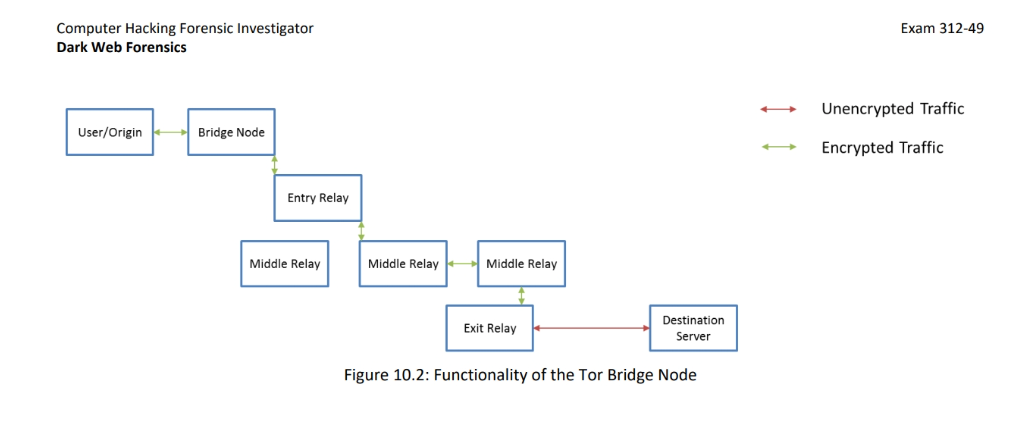 Computer Hacking Forensic Investigator
Exam 312-49
Dark Web Forensics
Unencrypted Traffic
Encrypted Traffic
User/Origin
Bridge Node
Entry Relay
Middle Relay
Middle Relay
Middle Relay
Exit Relay
Destination
Server
Figure 10.2: Functionality of the Tor Bridge Node